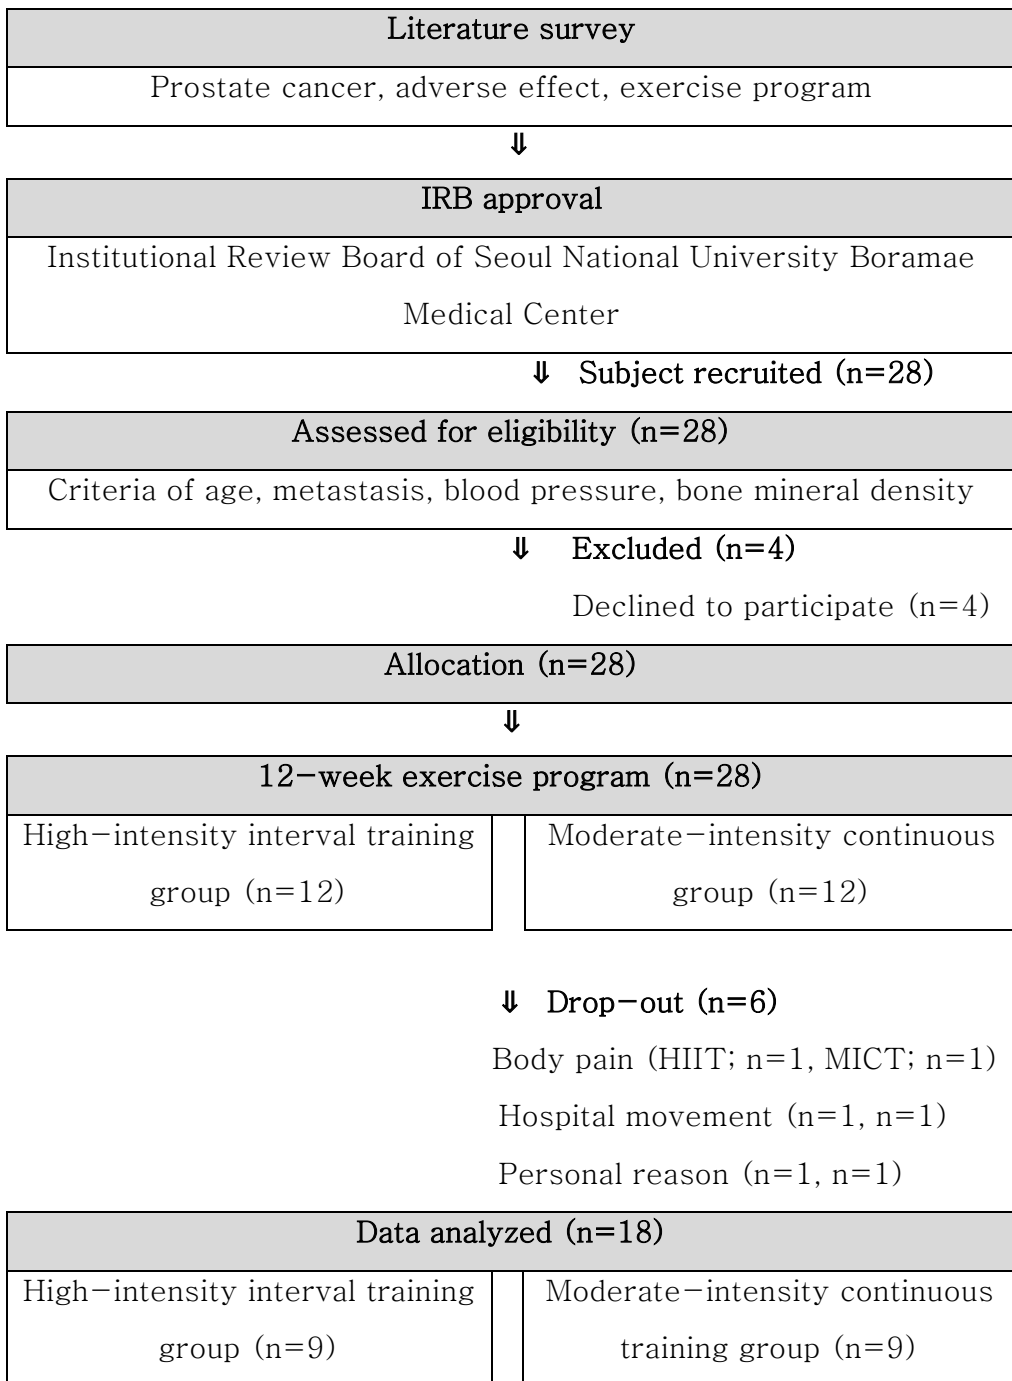 Literature survey
Prostate cancer, adverse effect, exercise program
⇓
IRB approval
Institutional Review Board of Seoul National University Boramae
Medical Center
⇓ Subject recruited (n=28)
Assessed for eligibility (n=28)
Criteria of age, metastasis, blood pressure, bone mineral density
⇓ Excluded (n=4)
Declined to participate (n=4)
Allocation (n=28)
⇓
12-week exercise program (n=28)
High-intensity interval training
group (n=12)
Moderate-intensity continuous
group (n=12)
⇓ Drop-out (n=6)
Body pain (HIIT; n=1, MICT; n=1)
Hospital movement (n=1, n=1)
Personal reason (n=1, n=1)
Data analyzed (n=18)
High-intensity interval training
group (n=9)
Moderate-intensity continuous
training group (n=9)